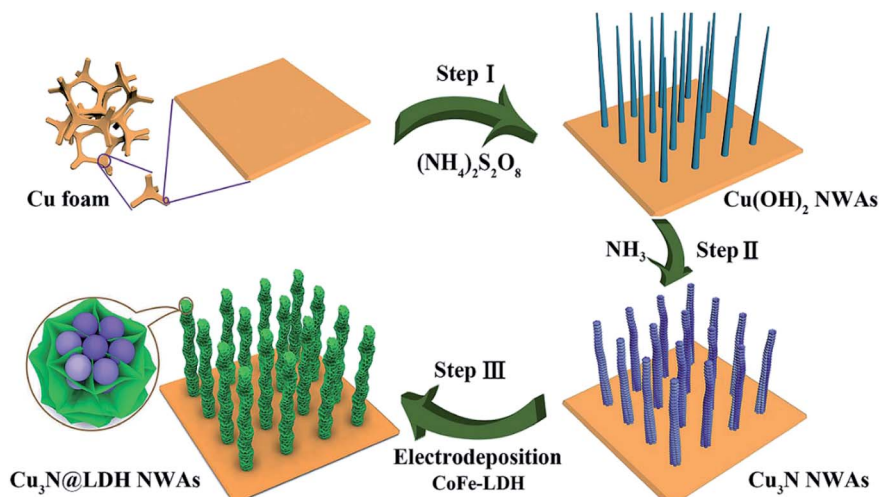 Cu foam
Step Ⅰ
(NH₄)₂S₂O₈
Cu(OH)₂ NWAs
NH₃
Step Ⅱ
Cu₃N NWAs
Step Ⅲ
Electrodeposition
CoFe-LDH
Cu₃N@LDH NWAs